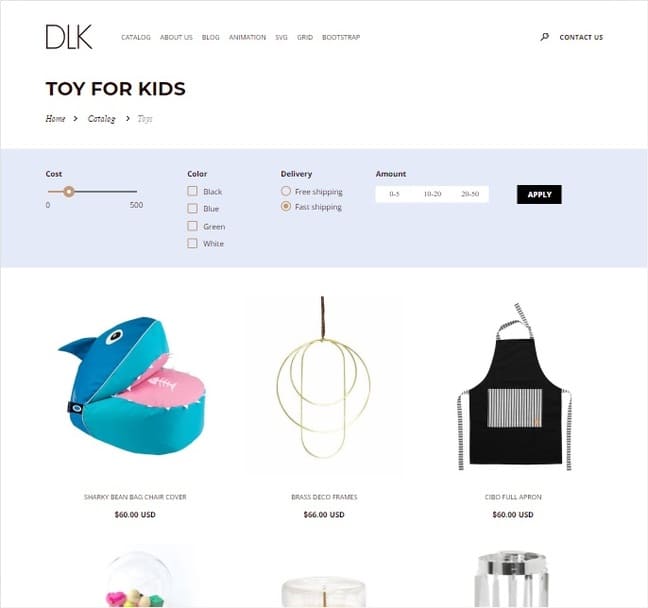 DLK
CATALOG ABOUT US BLOG ANIMATION SVG GRID BOOTSTRAP
CONTACT US
TOY FOR KIDS
Home > Catalog > Toys
Cost
0 500
Color
Black
Blue
Green
White
Delivery
Free shipping
Fast shipping
Amount
0-5 10-20 20-50
APPLY
SHARKY BEAN BAG CHAIR COVER
$60.00 USD
BRASS DECO FRAMES
$66.00 USD
CIBO FULL APRON
$60.00 USD